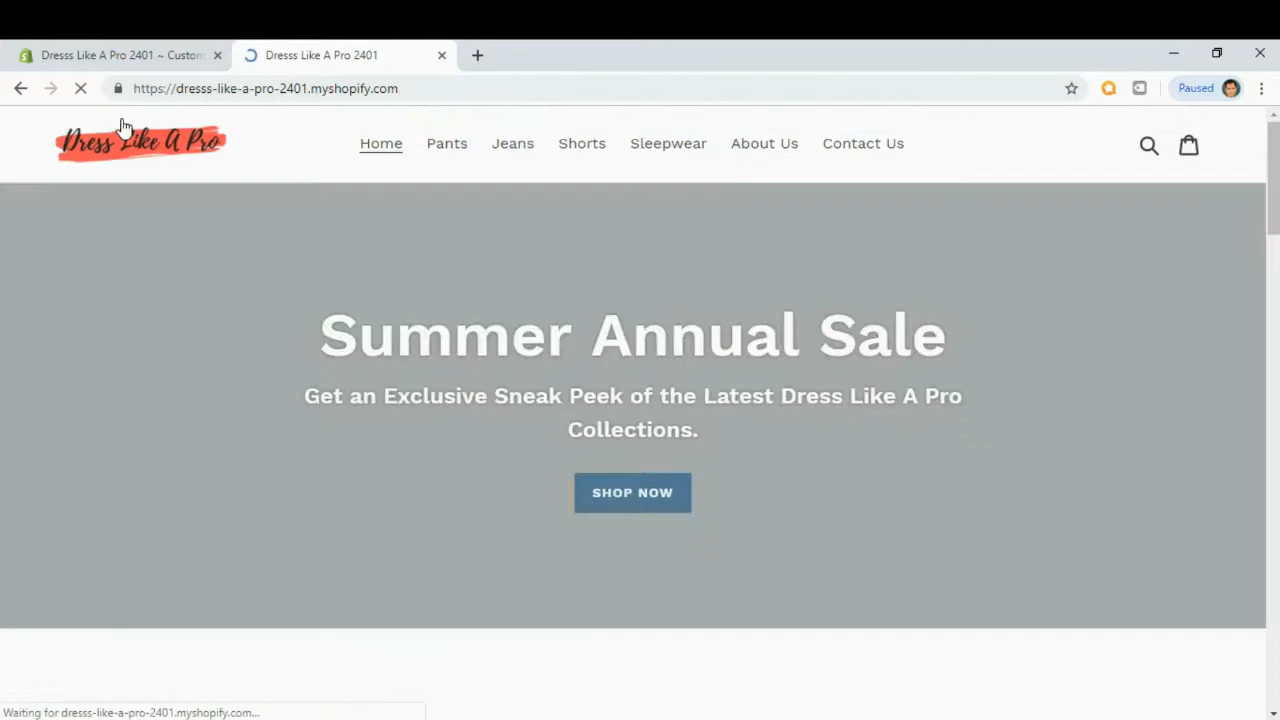 Dresss Like A Pro 2401 ~ Custom
Dresss Like A Pro 2401
https://dresss-like-a-pro-2401.myshopify.com
Paused
Dress Like A Pro
Home Pants Jeans Shorts Sleepwear About Us Contact Us
Summer Annual Sale
Get an Exclusive Sneak Peek of the Latest Dress Like A Pro
Collections.
SHOP NOW
Waiting for dresss-like-a-pro-2401.myshopify.com...